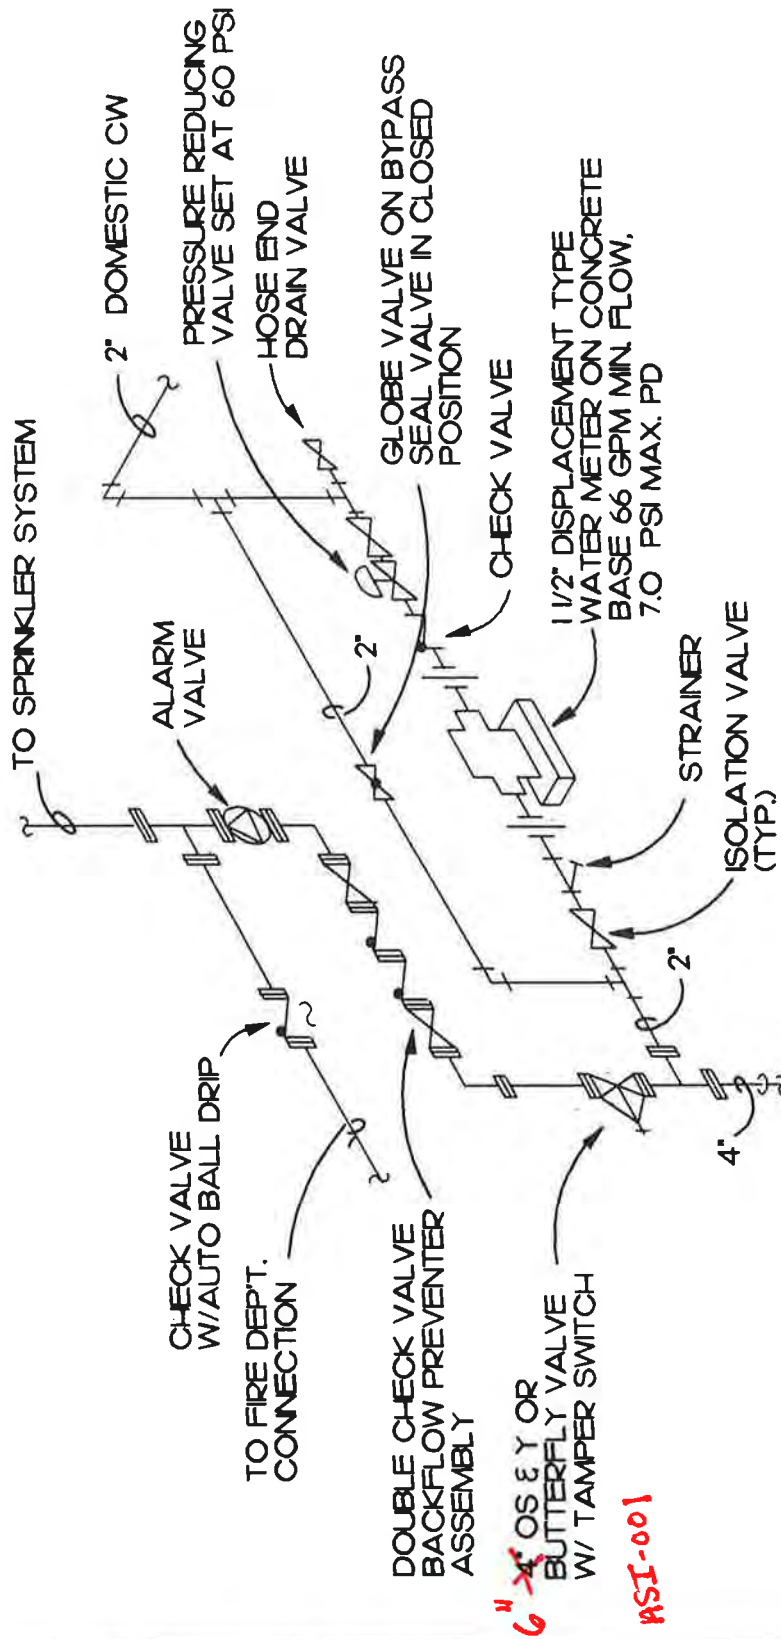 TO SPRINKLER SYSTEM
2" DOMESTIC CW
PRESSURE REDUCING
VALVE SET AT 60 PSI
HOSE END
DRAIN VALVE
ALARM
VALVE
2"
GLOBE VALVE ON BYPASS
SEAL VALVE IN CLOSED
POSITION
CHECK VALVE
1 1/2" DISPLACEMENT TYPE
WATER METER ON CONCRETE
BASE 66 GPM MIN. FLOW,
7.0 PSI MAX. PD
STRAINER
ISOLATION VALVE
(TYP.)
2"
4"
CHECK VALVE
W/AUTO BALL DRIP
TO FIRE DEP'T.
CONNECTION
DOUBLE CHECK VALVE
BACKFLOW PREVENTER
ASSEMBLY
6" 4" OS & Y OR
BUTTERFLY VALVE
W/ TAMPER SWITCH
ASI-001